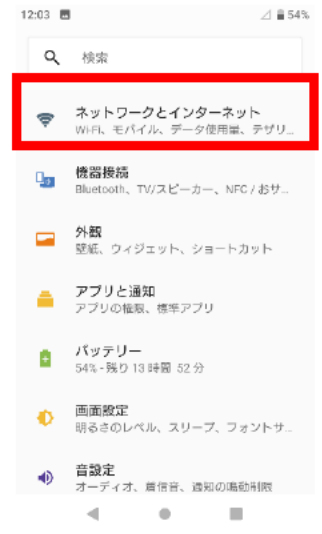 12:03 54%
検索
ネットワークとインターネット
Wi-Fi、モバイル、データ使用量、テザリ...
機器接続
Bluetooth、TV/スピーカー、NFC / おサ...
外観
壁紙、ウィジェット、ショートカット
アプリと通知
アプリの権限、標準アプリ
バッテリー
54% - 残り 13 時間 52 分
画面設定
明るさのレベル、スリープ、フォントサ...
音設定
オーディオ、着信音、通知の鳴動制限